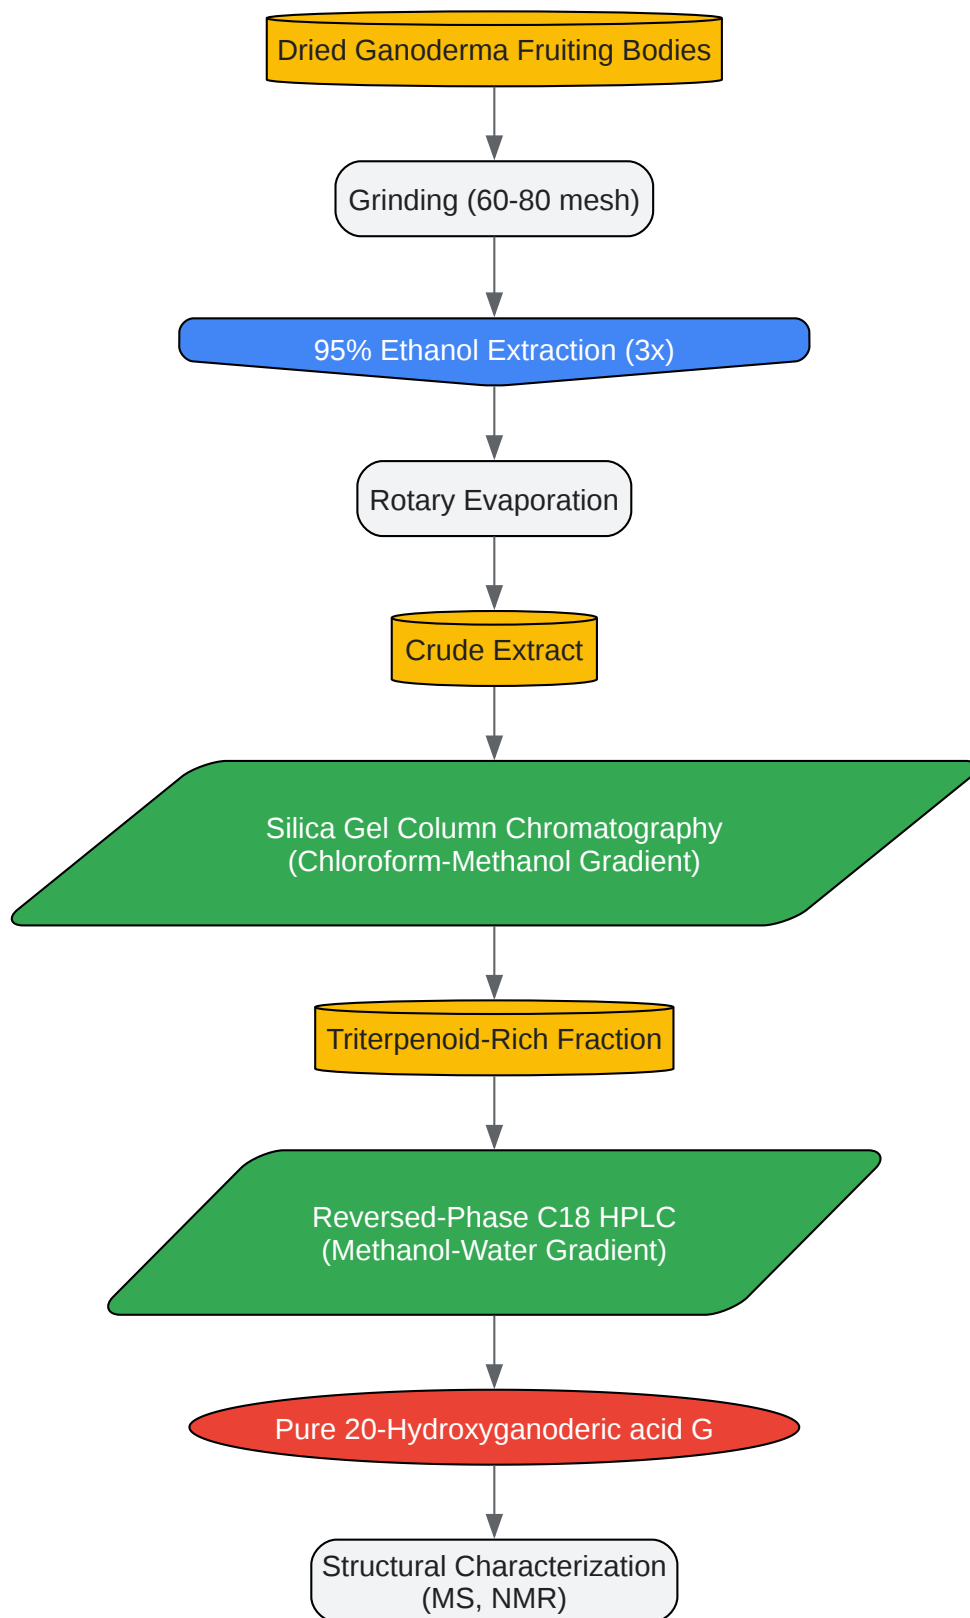 Dried Ganoderma Fruiting Bodies
Grinding (60-80 mesh)
95% Ethanol Extraction (3x)
Rotary Evaporation
Crude Extract
Silica Gel Column Chromatography
(Chloroform-Methanol Gradient)
Triterpenoid-Rich Fraction
Reversed-Phase C18 HPLC
(Methanol-Water Gradient)
Pure 20-Hydroxyganoderic acid G
Structural Characterization
(MS, NMR)